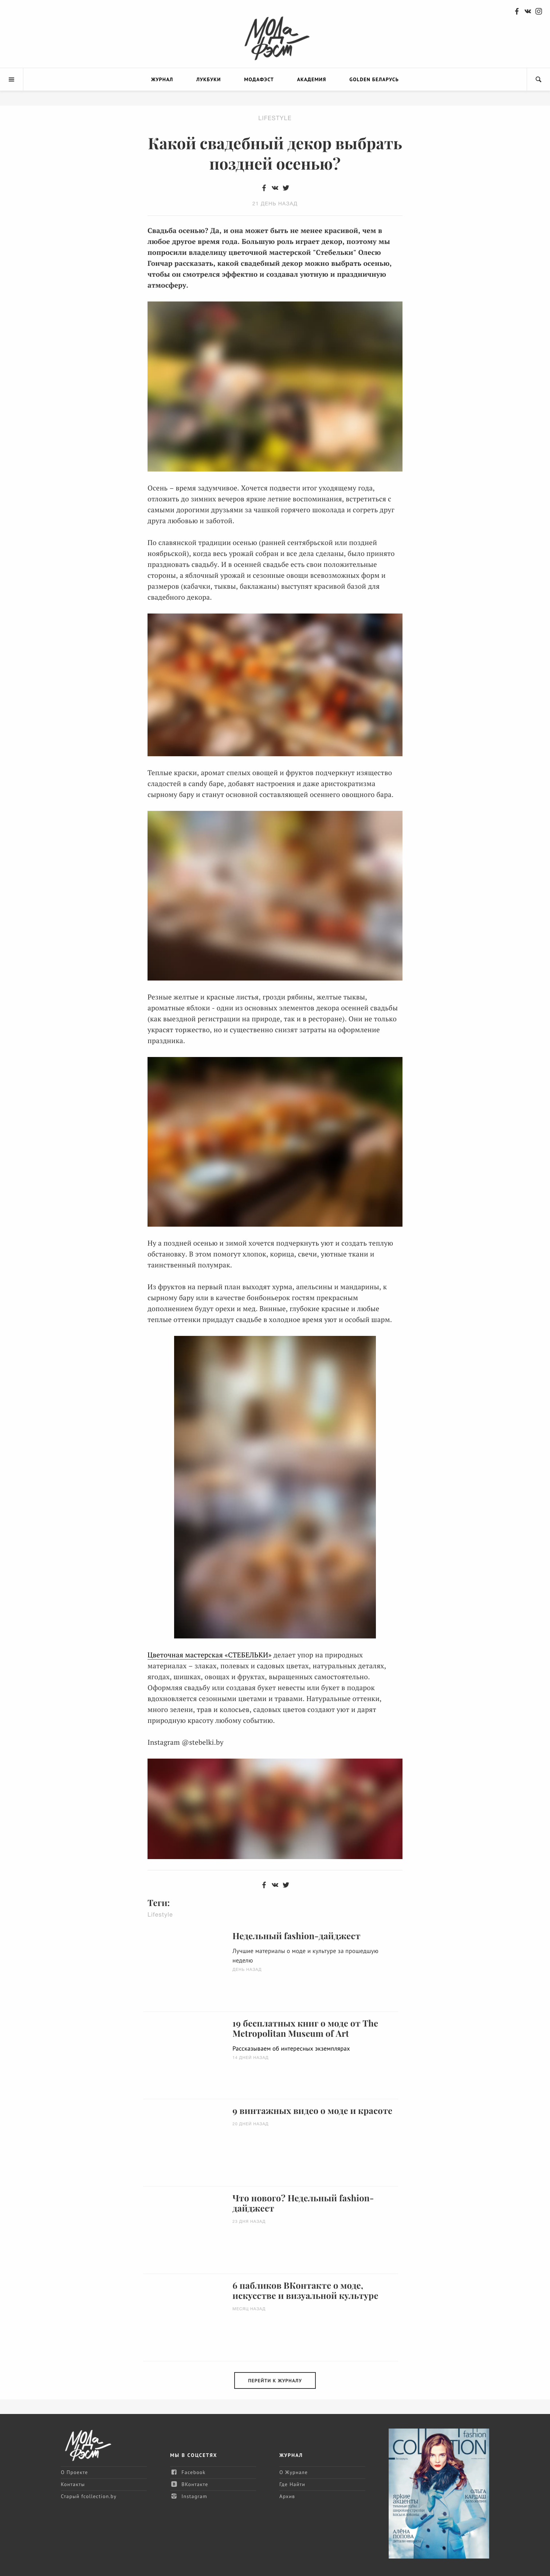 Мода
Фэст
ЖУРНАЛ ЛУКБУКИ МОДАФЭСТ АКАДЕМИЯ GOLDEN БЕЛАРУСЬ
LIFESTYLE
Какой свадебный декор выбрать
поздней осенью?
21 ДЕНЬ НАЗАД
Свадьба осенью? Да, и она может быть не менее красивой, чем в
любое другое время года. Большую роль играет декор, поэтому мы
попросили владелицу цветочной мастерской "Стебельки" Олесю
Гончар рассказать, какой свадебный декор можно выбрать осенью,
чтобы он смотрелся эффектно и создавал уютную и праздничную
атмосферу.
Осень – время задумчивое. Хочется подвести итог уходящему году,
отложить до зимних вечеров яркие летние воспоминания, встретиться с
самыми дорогими друзьями за чашкой горячего шоколада и согреть друг
друга любовью и заботой.
По славянской традиции осенью (ранней сентябрьской или поздней
ноябрьской), когда весь урожай собран и все дела сделаны, было принято
праздновать свадьбу. И в осенней свадьбе есть свои положительные
стороны, а яблочный урожай и сезонные овощи всевозможных форм и
размеров (кабачки, тыквы, баклажаны) выступят красивой базой для
свадебного декора.
Теплые краски, аромат спелых овощей и фруктов подчеркнут изящество
сладостей в candy баре, добавят настроения и даже аристократизма
сырному бару и станут основной составляющей осеннего овощного бара.
Резные желтые и красные листья, грозди рябины, желтые тыквы,
ароматные яблоки - одни из основных элементов декора осенней свадьбы
(как выездной регистрации на природе, так и в ресторане). Они не только
украсят торжество, но и существенно снизят затраты на оформление
праздника.
Ну а поздней осенью и зимой хочется подчеркнуть уют и создать теплую
обстановку. В этом помогут хлопок, корица, свечи, уютные ткани и
таинственный полумрак.
Из фруктов на первый план выходят хурма, апельсины и мандарины, к
сырному бару или в качестве бонбоньерок гостям прекрасным
дополнением будут орехи и мед. Винные, глубокие красные и любые
теплые оттенки придадут свадьбе в холодное время уют и особый шарм.
Цветочная мастерская «СТЕБЕЛЬКИ» делает упор на природных
материалах – злаках, полевых и садовых цветах, натуральных деталях,
ягодах, шишках, овощах и фруктах, выращенных самостоятельно.
Оформляя свадьбу или создавая букет невесты или букет в подарок
вдохновляется сезонными цветами и травами. Натуральные оттенки,
много зелени, трав и колосьев, садовых цветов создают уют и дарят
природную красоту любому событию.
Instagram @stebelki.by
Теги:
Lifestyle
Недельный fashion-дайджест
Лучшие материалы о моде и культуре за прошедшую
неделю
ДЕНЬ НАЗАД
19 бесплатных книг о моде от The
Metropolitan Museum of Art
Рассказываем об интересных экземплярах
14 ДНЕЙ НАЗАД
9 винтажных видео о моде и красоте
Что нового? Недельный fashion-
дайджест
6 пабликов ВКонтакте о моде,
искусстве и визуальной культуре
МЕСЯЦ НАЗАД
ПЕРЕЙТИ К ЖУРНАЛУ
Мода
Фэст
О Проекте
Контакты
Старый fcollection.by
МЫ В СОЦСЕТЯХ
Facebook
ВКонтакте
Instagram
ЖУРНАЛ
О Журнале
Где Найти
Архив
fashion
COLLECTION
яркие
акценты
ОЛЬГА
КАРДАШ
АЛЁНА
ПОПОВА